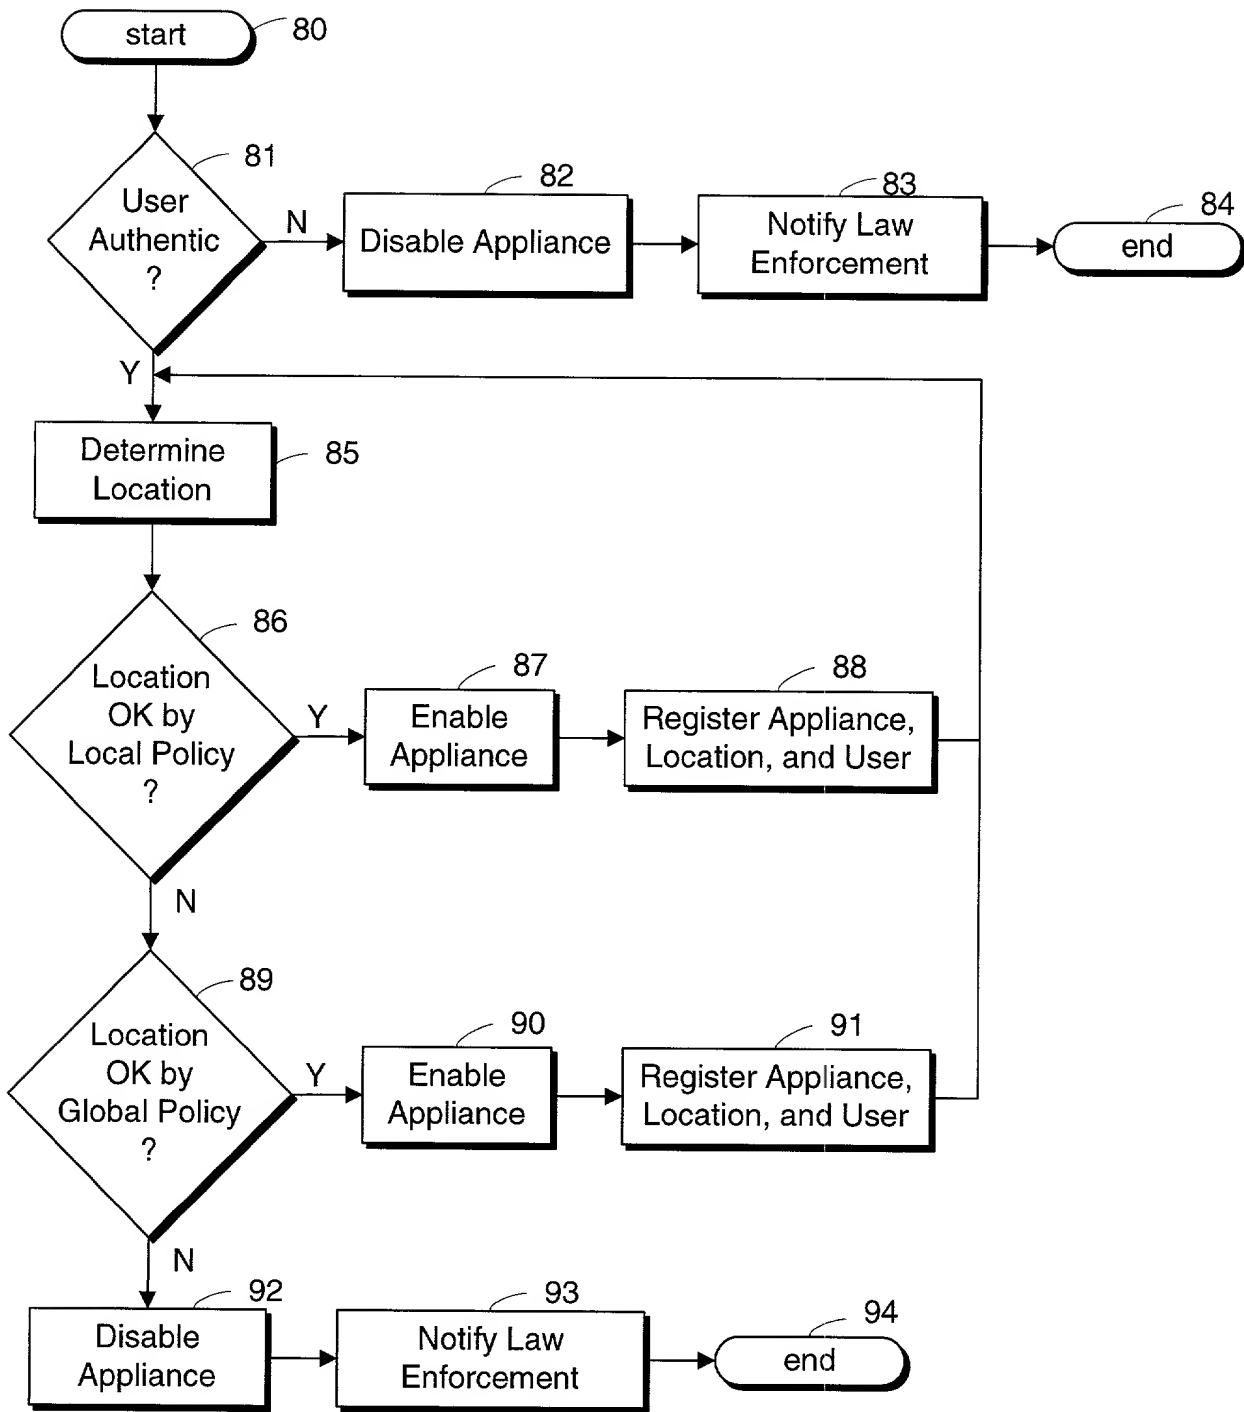 start
80
81
User
Authentic
?
N
82
Disable Appliance
83
Notify Law
Enforcement
84
end
Y
Determine
Location
85
86
Location
OK by
Local Policy
?
Y
87
Enable
Appliance
88
Register Appliance,
Location, and User
N
89
Location
OK by
Global Policy
?
Y
90
Enable
Appliance
91
Register Appliance,
Location, and User
N
92
Disable
Appliance
93
Notify Law
Enforcement
94
end